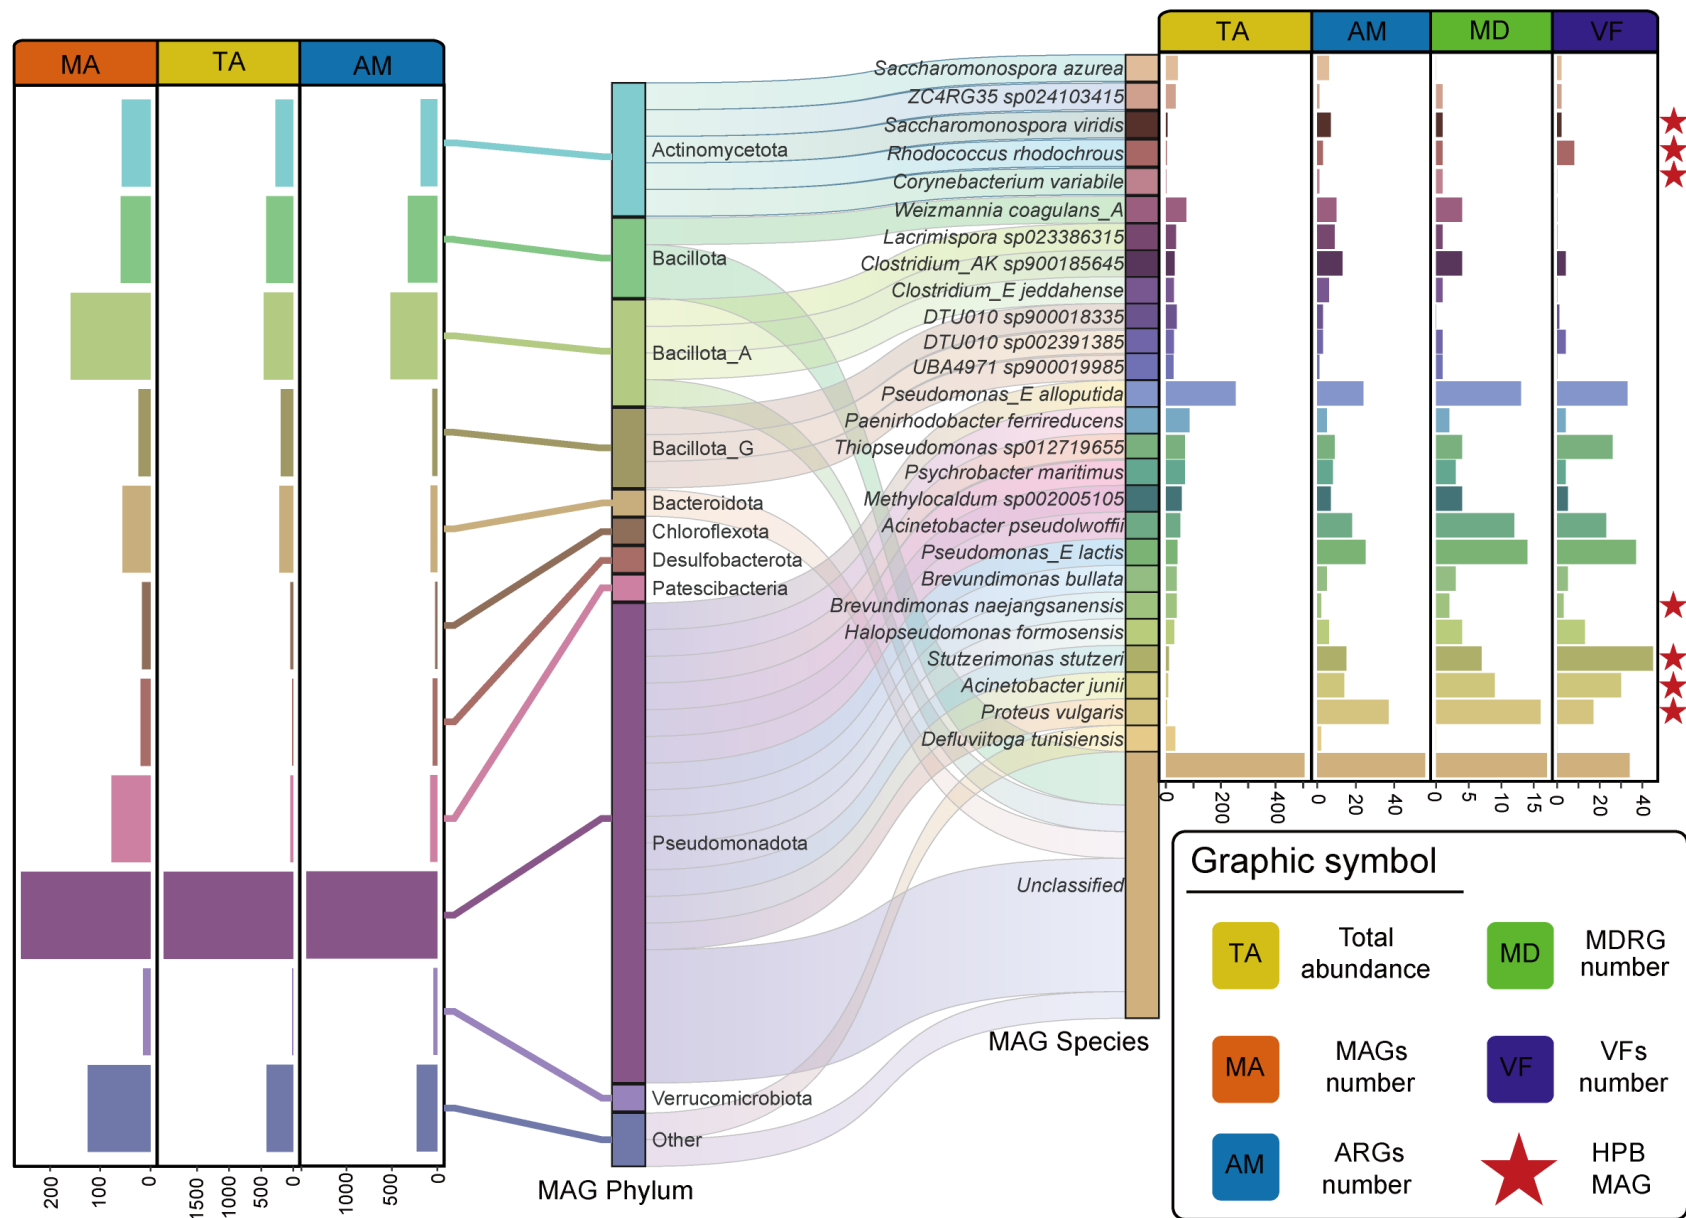 MA
TA
AM
TA
AM
MD
VF
Actinomycetota
Bacillota
Bacillota_A
Bacillota_G
Bacteroidota
Chloroflexota
Desulfobacterota
Patescibacteria
Pseudomonadota
Verrucomicrobiota
Other
MAG Phylum
Saccharomonospora azurea
ZC4RG35 sp024103415
Saccharomonospora viridis
Rhodococcus rhodochrous
Corynebacterium variabile
Weizmannia coagulans_A
Lacrimispora sp023386315
Clostridium_AK sp900185645
Clostridium_E jeddahense
DTU010 sp900018335
DTU010 sp002391385
UBA4971 sp900019985
Pseudomonas_E alloputida
Paenirhodobacter ferrireducens
Thiopseudomonas sp012719655
Psychrobacter maritimus
Methylocaldum sp002005105
Acinetobacter pseudolwoffii
Pseudomonas_E lactis
Brevundimonas bullata
Brevundimonas naejangsanensis
Halopseudomonas formosensis
Stutzerimonas stutzeri
Acinetobacter junii
Proteus vulgaris
Defluviitoga tunisiensis
Unclassified
MAG Species
200 100 0
1500 1000 500 0
1000 500 0
0 200 400
0 20 40
0 5 10 15
0 20 40
Graphic symbol
TA
Total
abundance
MD
MDRG
number
MA
MAGs
number
VF
VFs
number
AM
ARGs
number
HPB
MAG